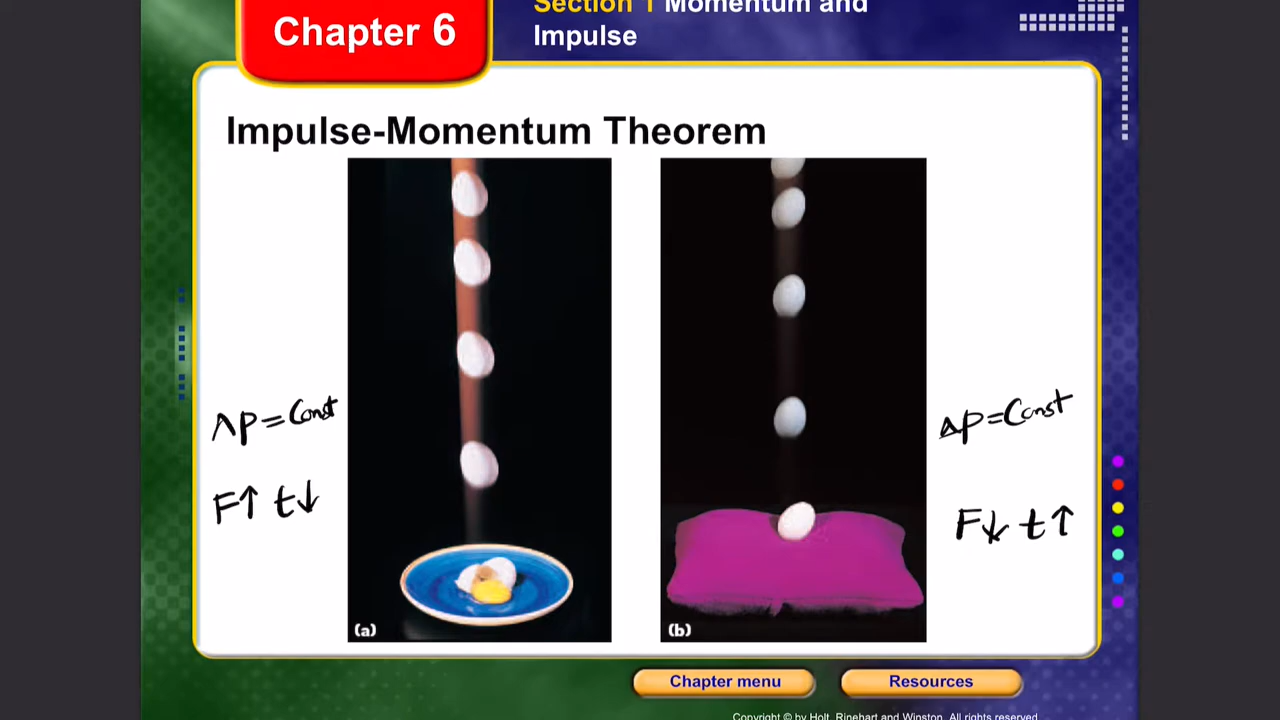 Section 1 Momentum and
Chapter 6
Impulse
Impulse-Momentum Theorem
Δp=Const
F↑ t↓
Δp=Const
F↓ t↑
(a)
(b)
Chapter menu
Resources
Copyright © by Holt, Rinehart and Winston. All rights reserved.